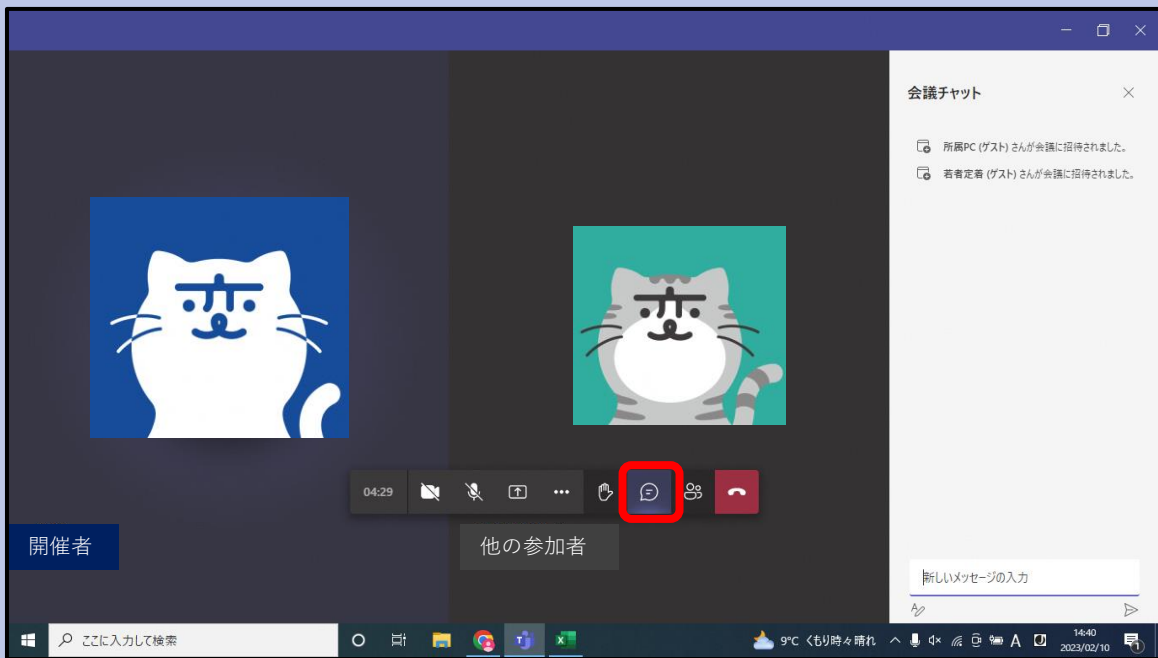 会議チャット
所属PC (ゲスト) さんが会議に招待されました。
若者定着 (ゲスト) さんが会議に招待されました。
04:29
開催者
他の参加者
新しいメッセージの入力
ここに入力して検索
9°C くもり時々晴れ
A
14:40
2023/02/10